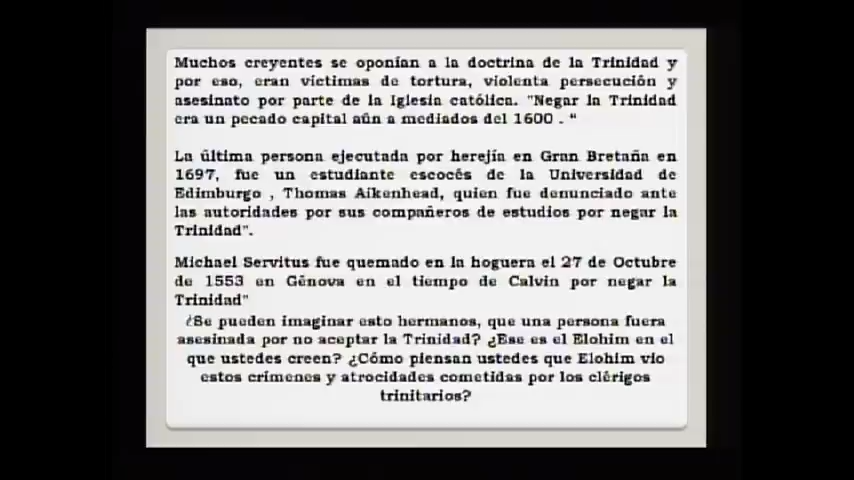 Muchos creyentes se oponían a la doctrina de la Trinidad y
por eso, eran víctimas de tortura, violenta persecución y
asesinato por parte de la Iglesia católica. "Negar la Trinidad
era un pecado capital aún a mediados del 1600 . “
La última persona ejecutada por herejía en Gran Bretaña en
1697, fue un estudiante escocés de la Universidad de
Edimburgo , Thomas Aikenhead, quien fue denunciado ante
las autoridades por sus compañeros de estudios por negar la
Trinidad".
Michael Servitus fue quemado en la hoguera el 27 de Octubre
de 1553 en Génova en el tiempo de Calvin por negar la
Trinidad"
¿Se pueden imaginar esto hermanos, que una persona fuera
asesinada por no aceptar la Trinidad? ¿Ese es el Elohim en el
que ustedes creen? ¿Cómo piensan ustedes que Elohim vio
estos crímenes y atrocidades cometidas por los clérigos
trinitarios?